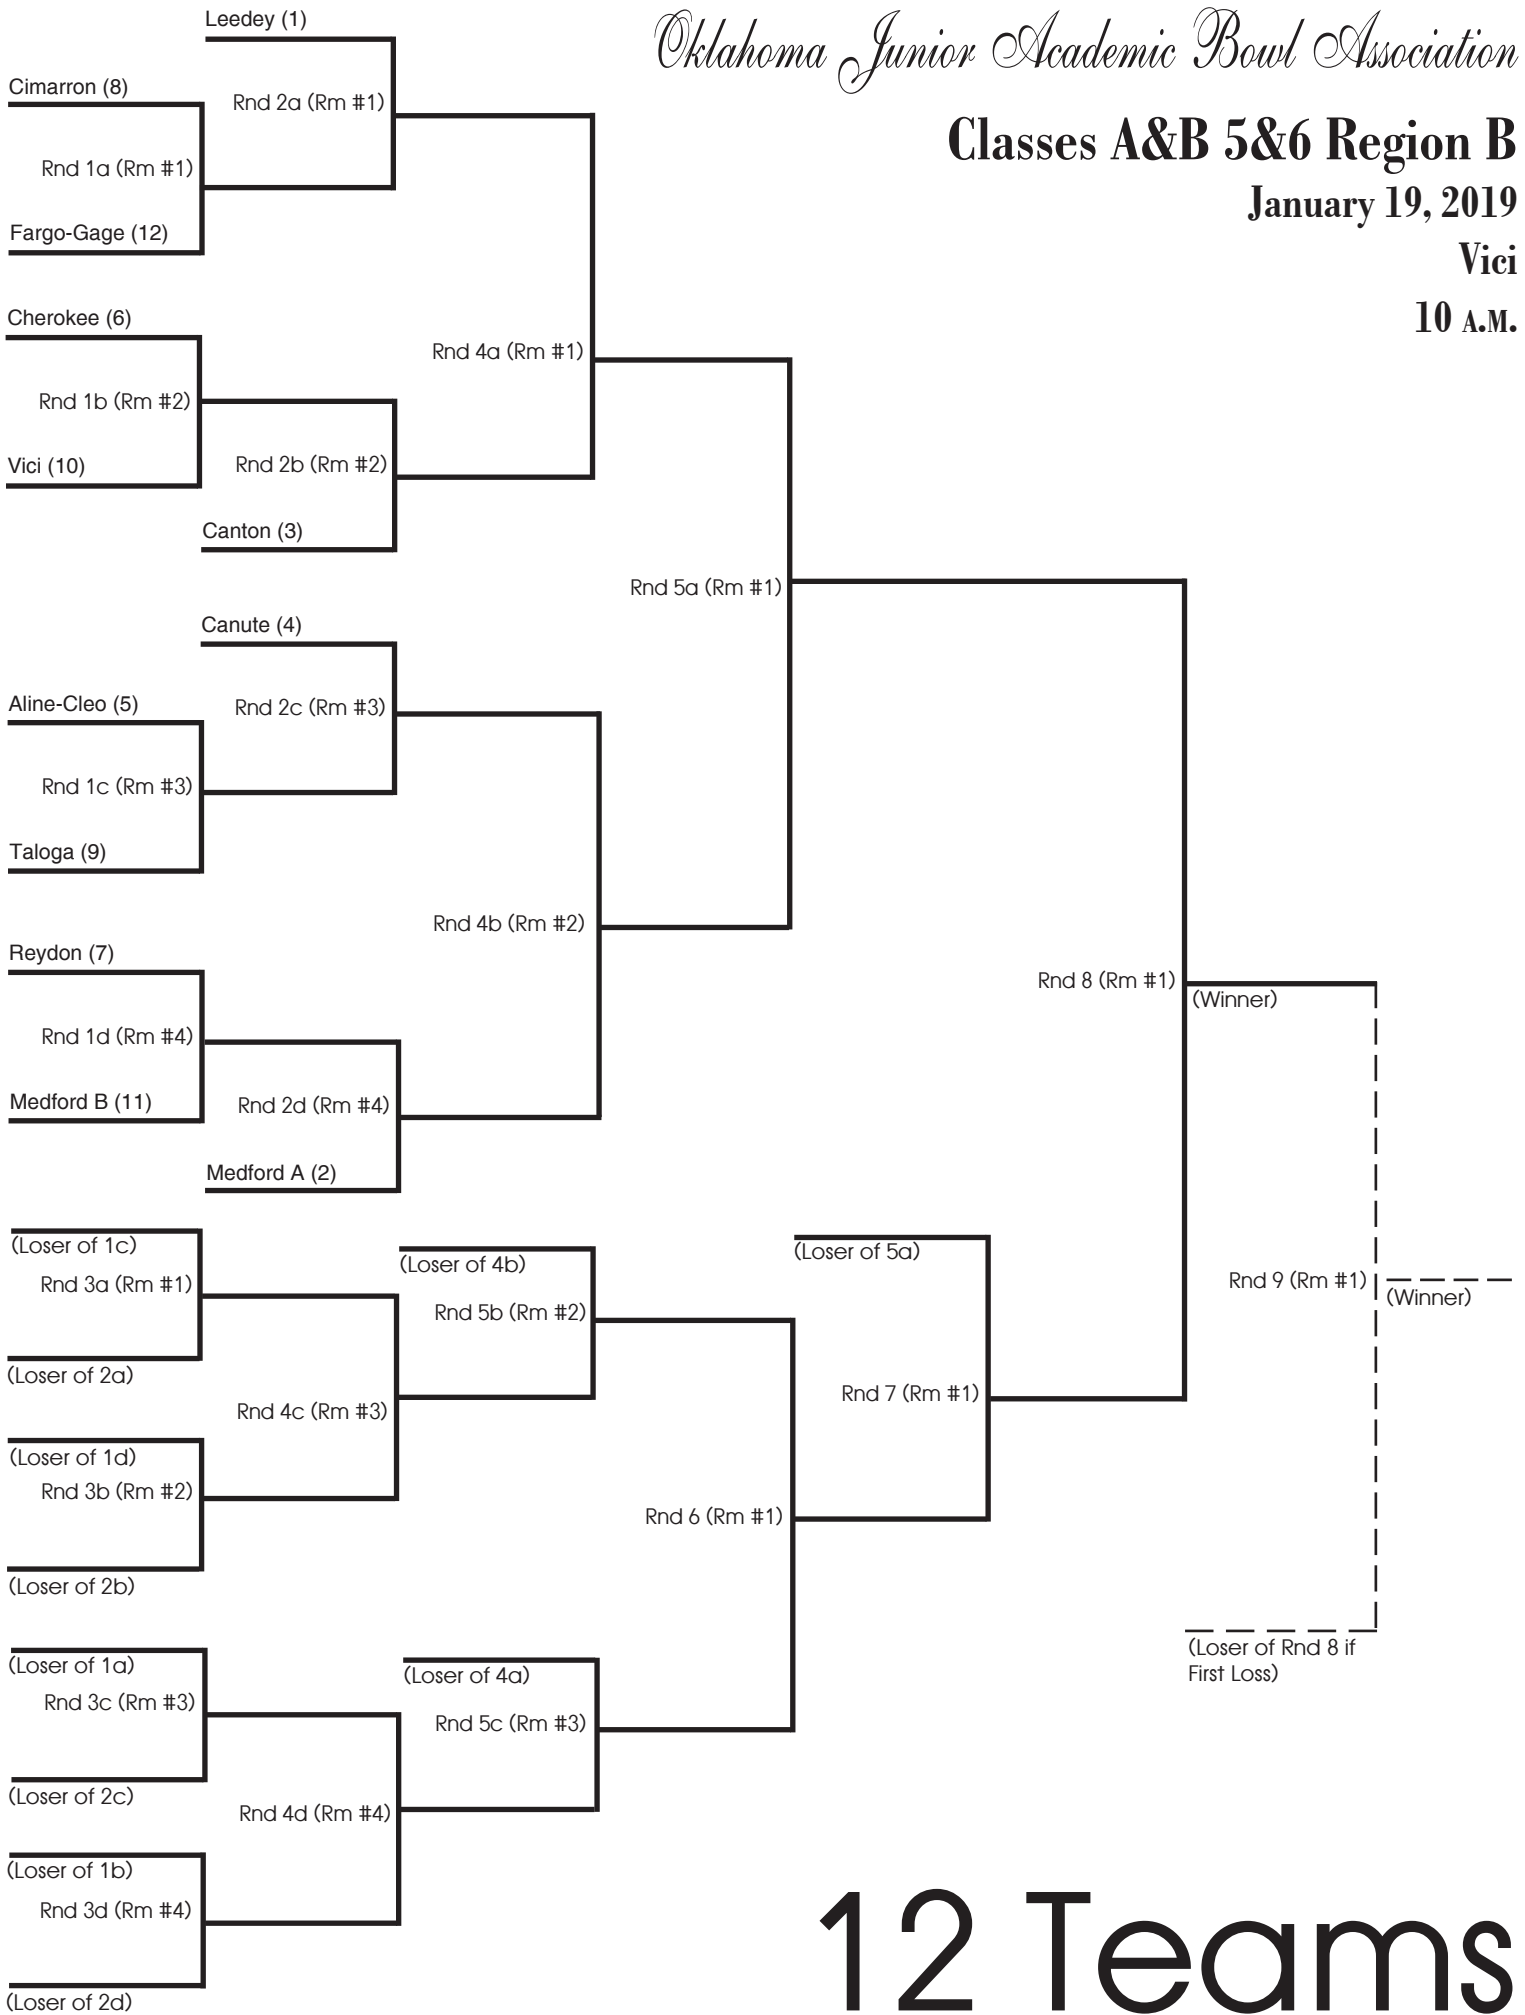 Oklahoma Junior Academic Bowl Association
Classes A&B 5&6 Region B
January 19, 2019
Vici
10 A.M.
Leedey (1)
Cimarron (8)
Rnd 2a (Rm #1)
Rnd 1a (Rm #1)
Fargo-Gage (12)
Cherokee (6)
Rnd 4a (Rm #1)
Rnd 1b (Rm #2)
Vici (10)
Rnd 2b (Rm #2)
Canton (3)
Rnd 5a (Rm #1)
Canute (4)
Aline-Cleo (5)
Rnd 2c (Rm #3)
Rnd 1c (Rm #3)
Taloga (9)
Rnd 4b (Rm #2)
Reydon (7)
Rnd 8 (Rm #1)
(Winner)
Rnd 1d (Rm #4)
Medford B (11)
Rnd 2d (Rm #4)
Medford A (2)
(Loser of 1c)
(Loser of 4b)
(Loser of 5a)
Rnd 3a (Rm #1)
Rnd 9 (Rm #1)
(Winner)
Rnd 5b (Rm #2)
(Loser of 2a)
Rnd 7 (Rm #1)
Rnd 4c (Rm #3)
(Loser of 1d)
Rnd 3b (Rm #2)
Rnd 6 (Rm #1)
(Loser of 2b)
(Loser of Rnd 8 if
First Loss)
(Loser of 1a)
(Loser of 4a)
Rnd 3c (Rm #3)
Rnd 5c (Rm #3)
(Loser of 2c)
Rnd 4d (Rm #4)
(Loser of 1b)
Rnd 3d (Rm #4)
(Loser of 2d)
12 Teams